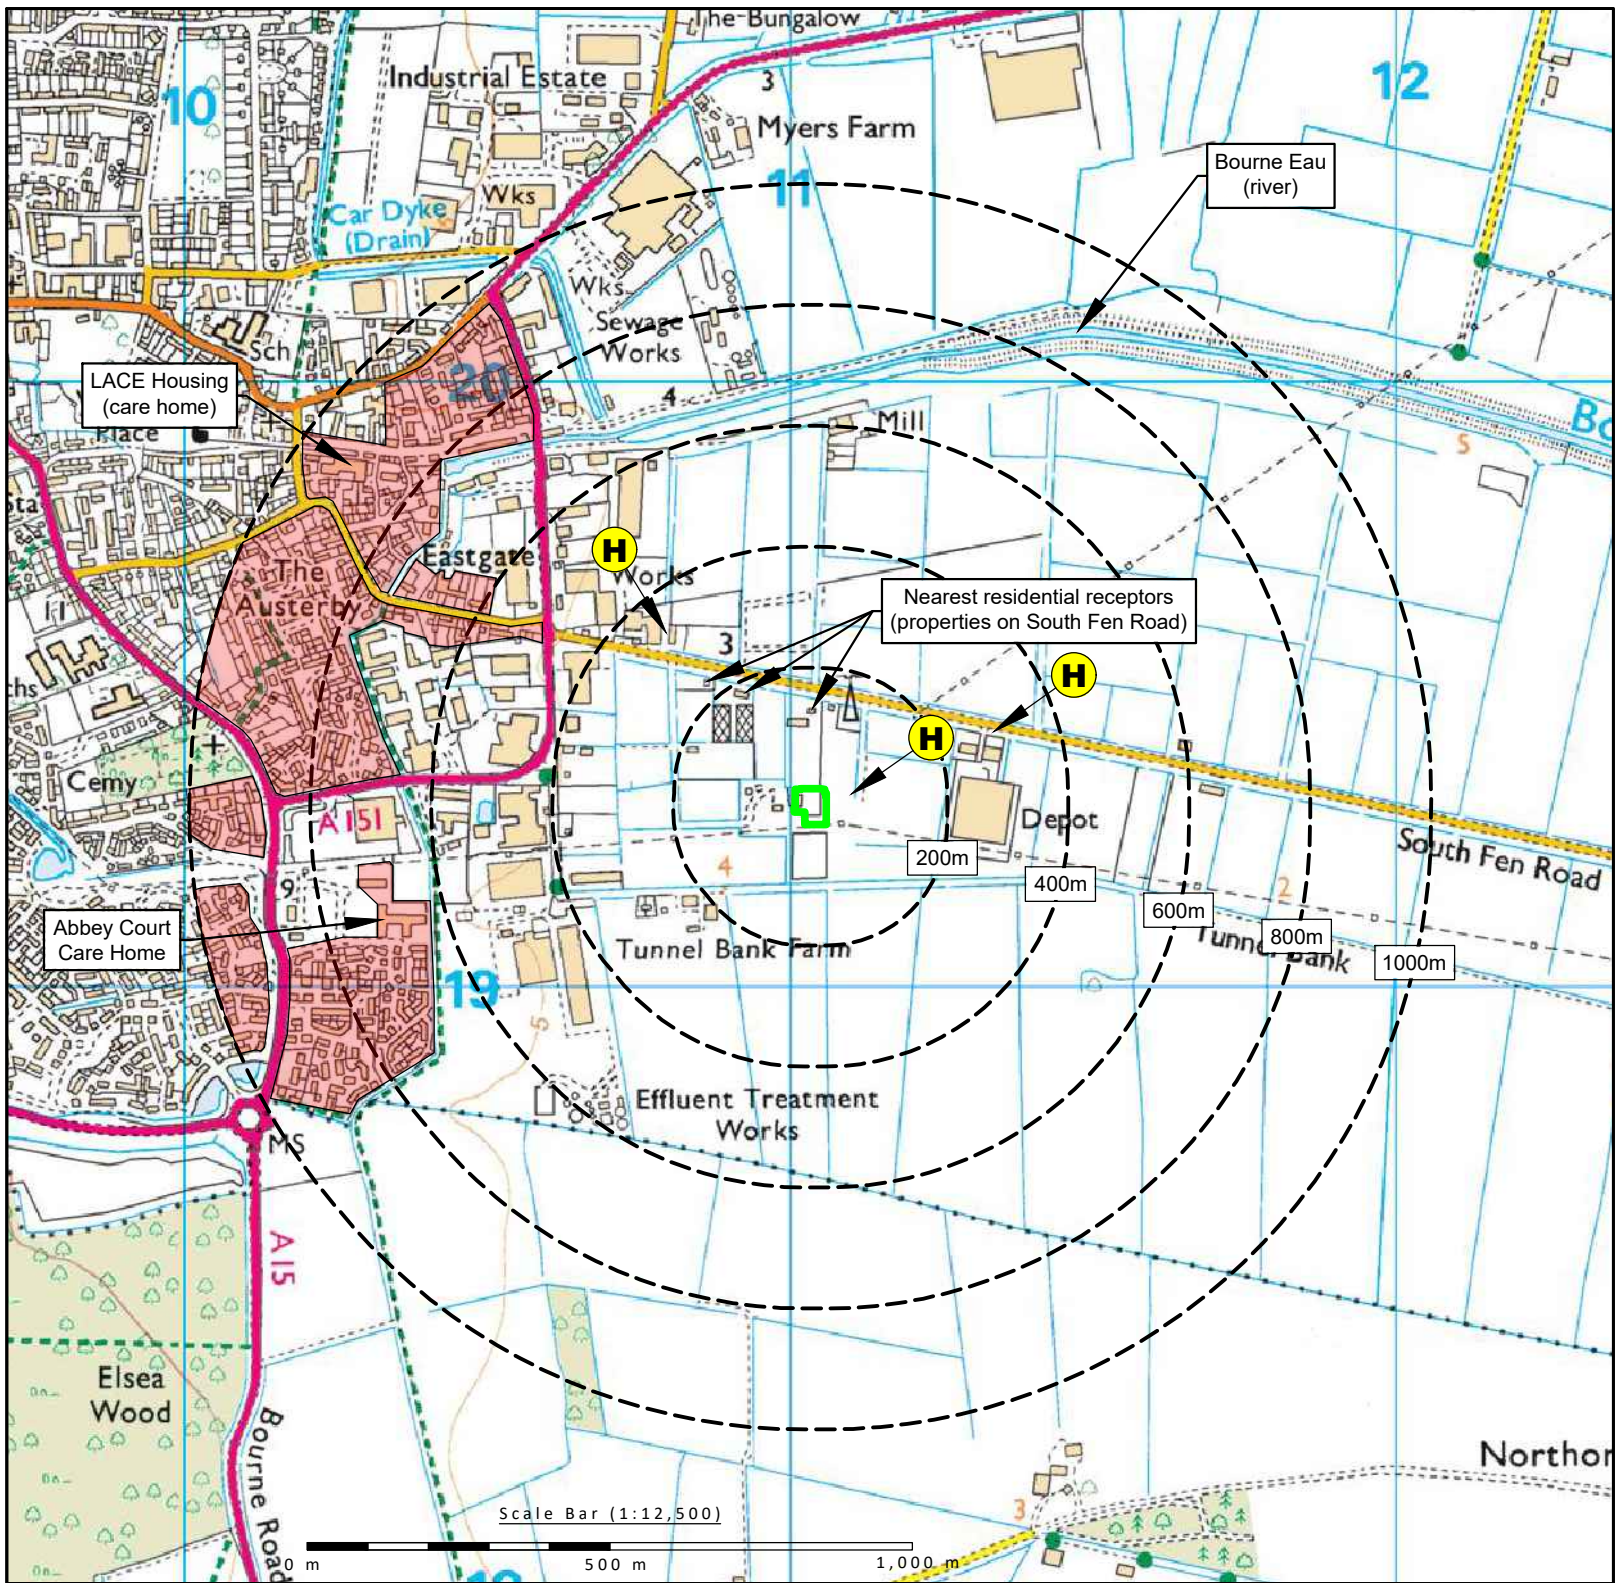 The-Bungalow
Industrial Estate
3
12
10
Myers Farm
Bourne Eau
(river)
11
Wks
Car Dyke
(Drain)
Wks
Sewage
Works
Sch
20
LACE Housing
(care home)
4
Mill
Place
Bo
5
Sta
H
Eastgate
Works
The
Austerby
Nearest residential receptors
(properties on South Fen Road)
11
3
H
ths
H
Cemy
A151
Depot
South Fen Road
200m
4
400m
2
9
600m
Abbey Court
Care Home
Tunnel Bank Farm
Tunnel Bank
800m
1000m
19
5
Effluent Treatment
Works
MS
A15
Elsea
Wood
Bourne Road
Northor
3
Scale Bar (1:12,500)
0 m
500 m
1,000 m